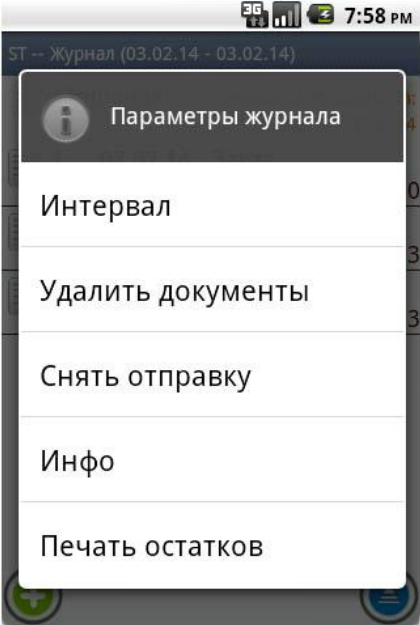 3G 7:58 PM
ST -- Журнал (03.02.14 - 03.02.14)
Параметры журнала
Интервал
Удалить документы
Снять отправку
Инфо
Печать остатков